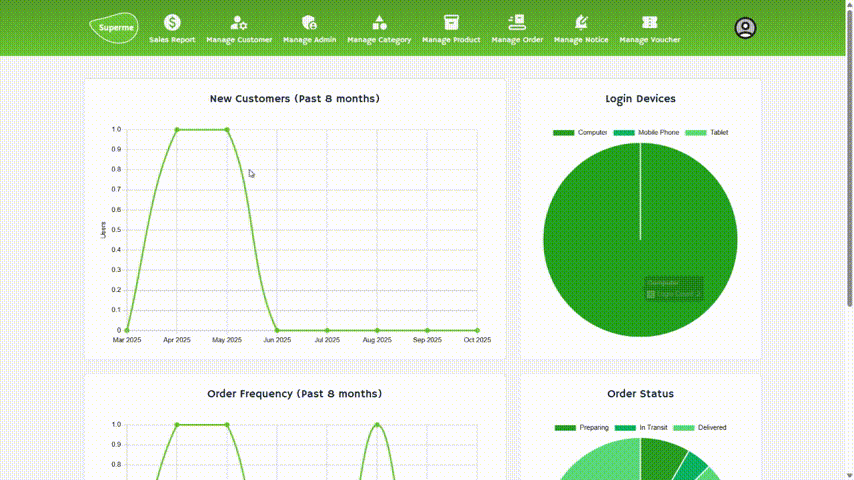 Superme
Sales Report
Manage Customer
Manage Admin
Manage Category
Manage Product
Manage Order
Manage Notice
Manage Voucher
New Customers (Past 8 months)
1.0
0.9
0.8
0.7
0.6
0.5
0.4
0.3
0.2
0.1
0
Users
Mar 2025 Apr 2025 May 2025 Jun 2025 Jul 2025 Aug 2025 Sep 2025 Oct 2025
Login Devices
Computer Mobile Phone Tablet
Computer
Order Frequency (Past 8 months)
1.0
0.9
0.8
Order Status
Preparing In Transit Delivered